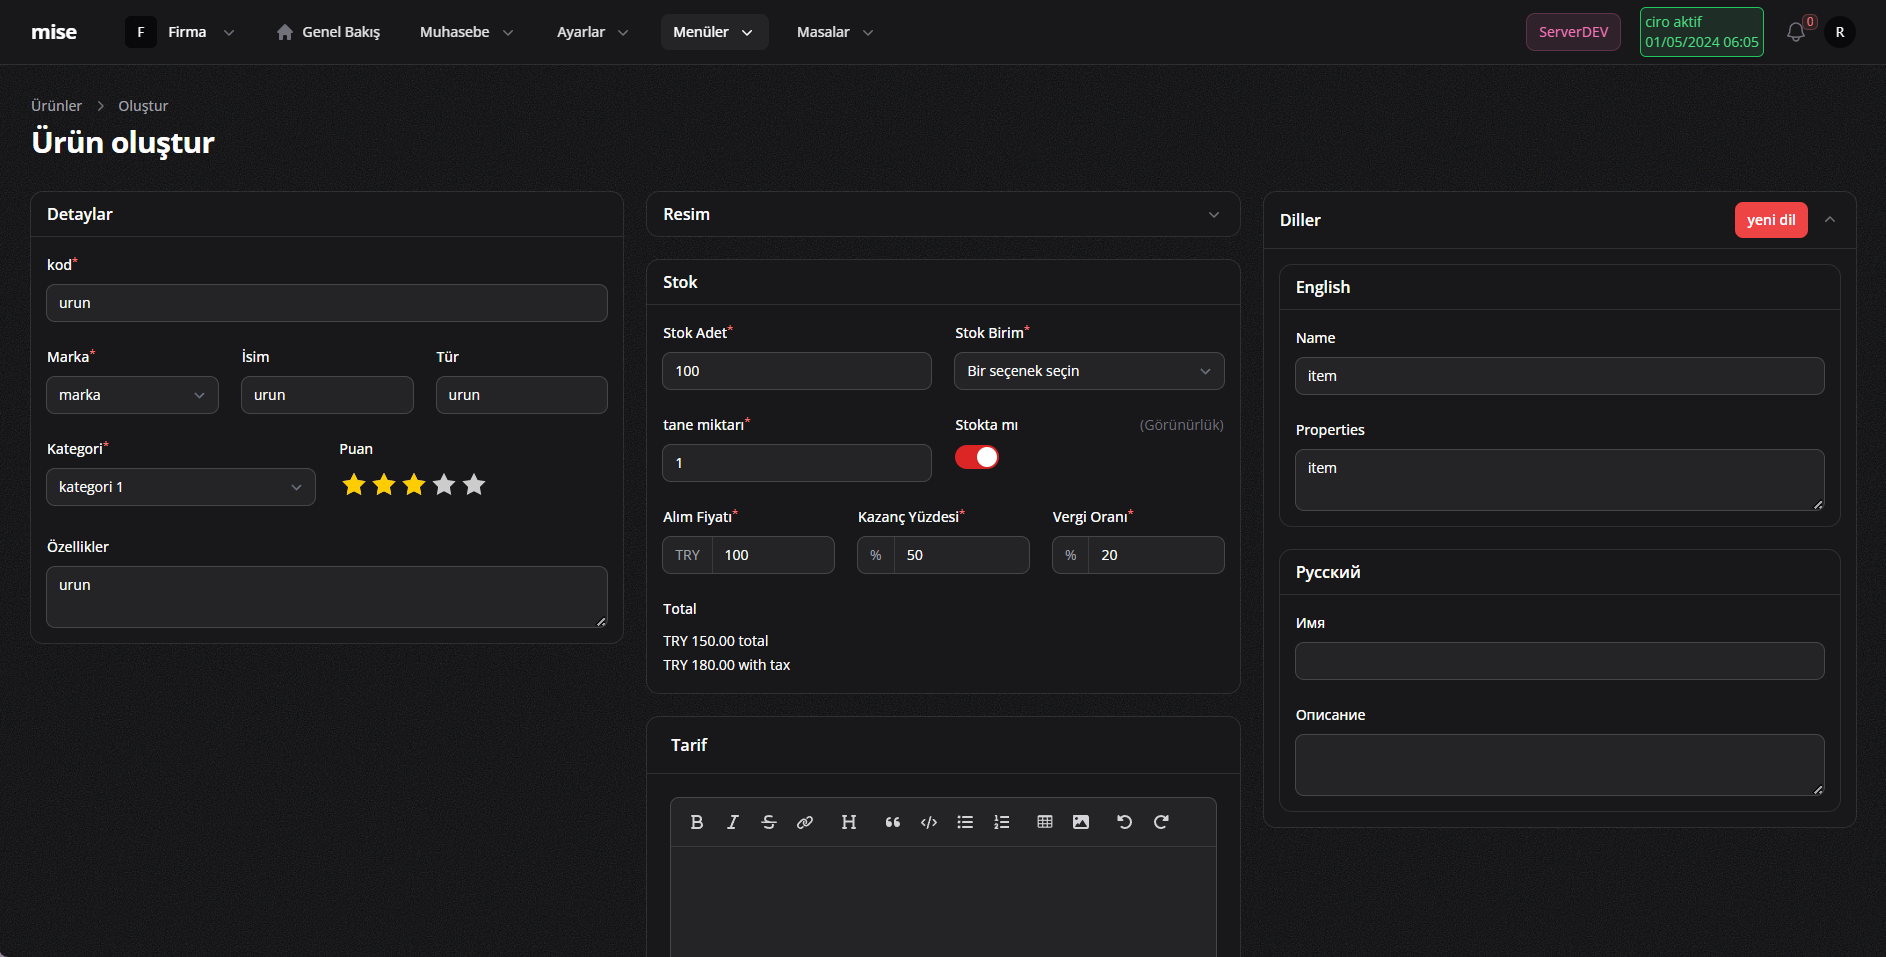 mise
F Firma
Genel Bakış
Muhasebe
Ayarlar
Menüler
Masalar
ServerDEV
ciro aktif
01/05/2024 06:05
0
R
Ürünler > Oluştur
Ürün oluştur
Detaylar
kod*
urun
Marka* İsim Tür
marka urun urun
Kategori* Puan
kategori 1
Özellikler
urun
Resim
Stok
Stok Adet* Stok Birim*
100 Bir seçenek seçin
tane miktarı* Stokta mı (Görünürlük)
1
Alım Fiyatı* Kazanç Yüzdesi* Vergi Oranı*
TRY 100 % 50 % 20
Total
TRY 150.00 total
TRY 180.00 with tax
Tarif
Diller yeni dil
English
Name
item
Properties
item
Русский
Имя
Описание